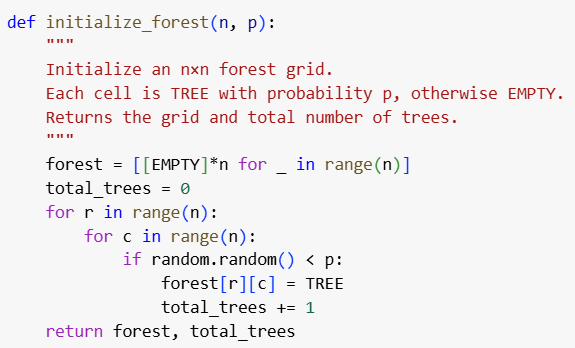 def initialize_forest(n, p):
    """
    Initialize an n×n forest grid.
    Each cell is TREE with probability p, otherwise EMPTY.
    Returns the grid and total number of trees.
    """
    forest = [[EMPTY]*n for _ in range(n)]
    total_trees = 0
    for r in range(n):
        for c in range(n):
            if random.random() < p:
                forest[r][c] = TREE
                total_trees += 1
    return forest, total_trees